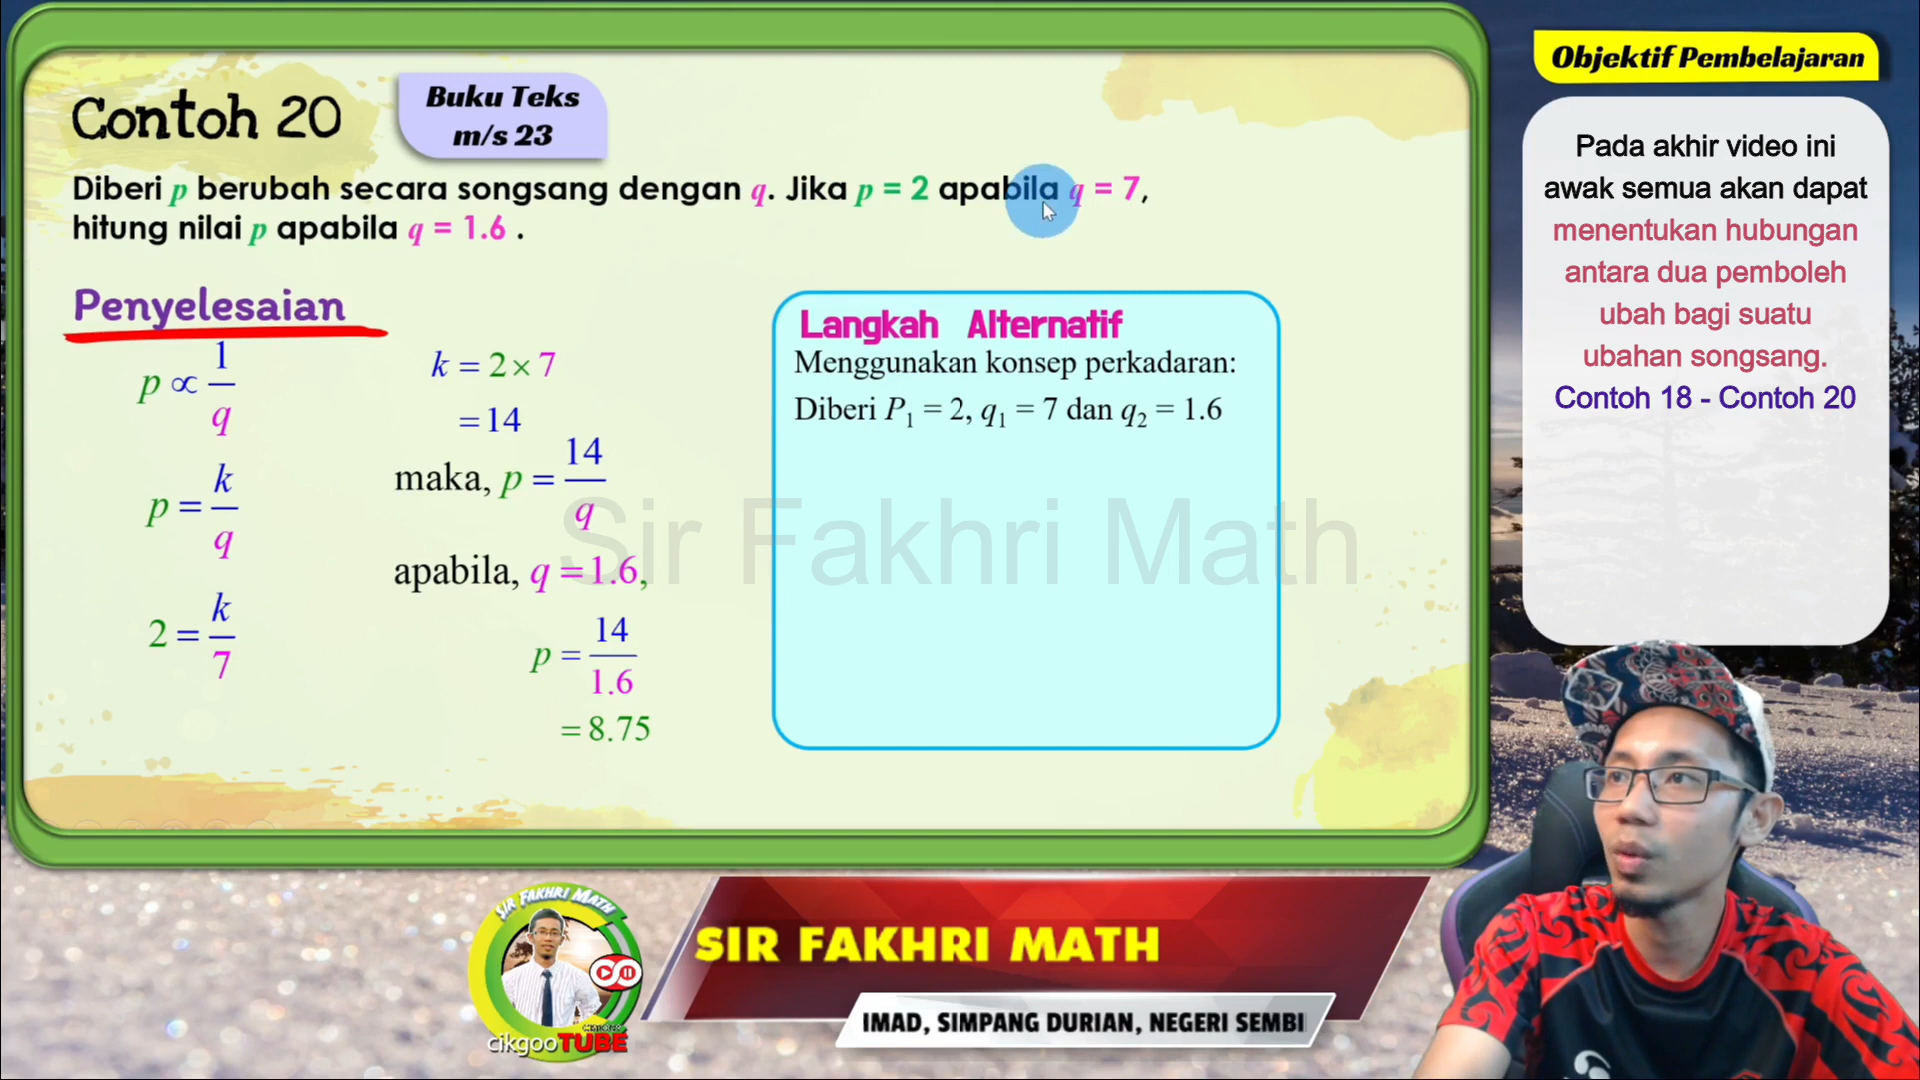 Contoh 20
Buku Teks
m/s 23
Diberi p berubah secara songsang dengan q. Jika p = 2 apabila q = 7,
hitung nilai p apabila q = 1.6 .
Penyelesaian
p ∝ 1/q
p = k/q
2 = k/7
k = 2 × 7
= 14
maka, p = 14/q
apabila, q = 1.6,
p = 14/1.6
= 8.75
Langkah Alternatif
Menggunakan konsep perkadaran:
Diberi P₁ = 2, q₁ = 7 dan q₂ = 1.6
Sir Fakhri Math
Objektif Pembelajaran
Pada akhir video ini
awak semua akan dapat
menentukan hubungan
antara dua pemboleh
ubah bagi suatu
ubahan songsang.
Contoh 18 - Contoh 20
SIR FAKHRI MATH
cikgooTUBE
SIR FAKHRI MATH
IMAD, SIMPANG DURIAN, NEGERI SEMBI